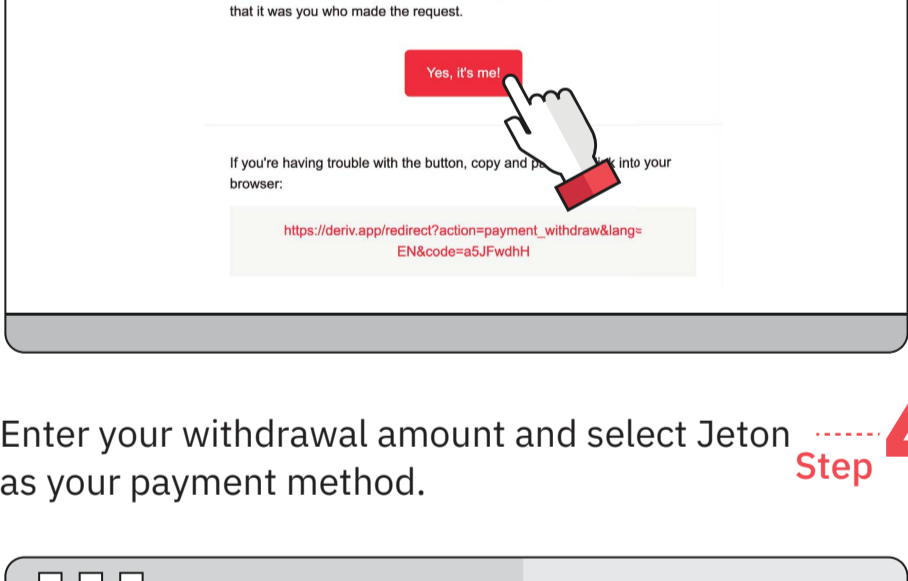 that it was you who made the request.
Yes, it's me!
If you're having trouble with the button, copy and into your
browser:
https://deriv.app/redirect?action=payment_withdraw&lang=
EN&code=a5JFwdhH
Enter your withdrawal amount and select Jeton
as your payment method.
Step